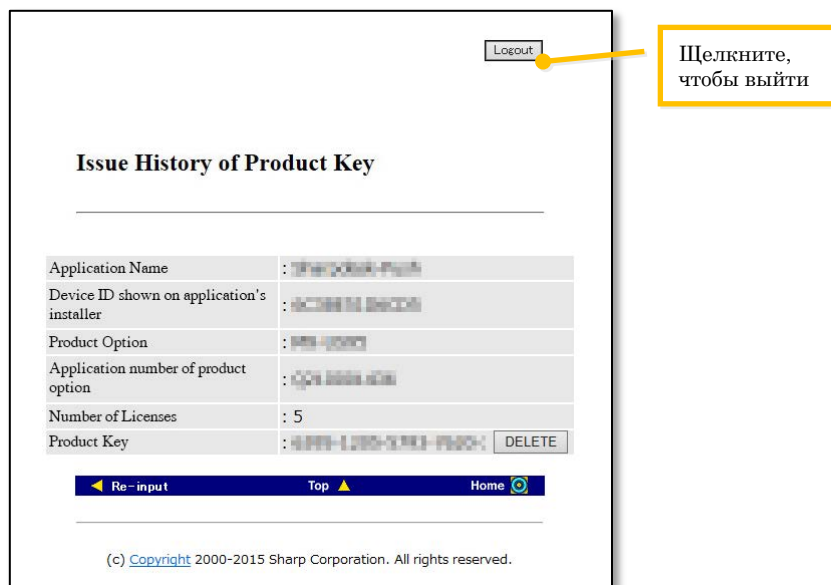 Logout
Щелкните,
чтобы выйти
Issue History of Product Key
Application Name :
Device ID shown on application's
installer :
Product Option :
Application number of product
option :
Number of Licenses : 5
Product Key : DELETE
Re-input Top Home
(c) Copyright 2000-2015 Sharp Corporation. All rights reserved.